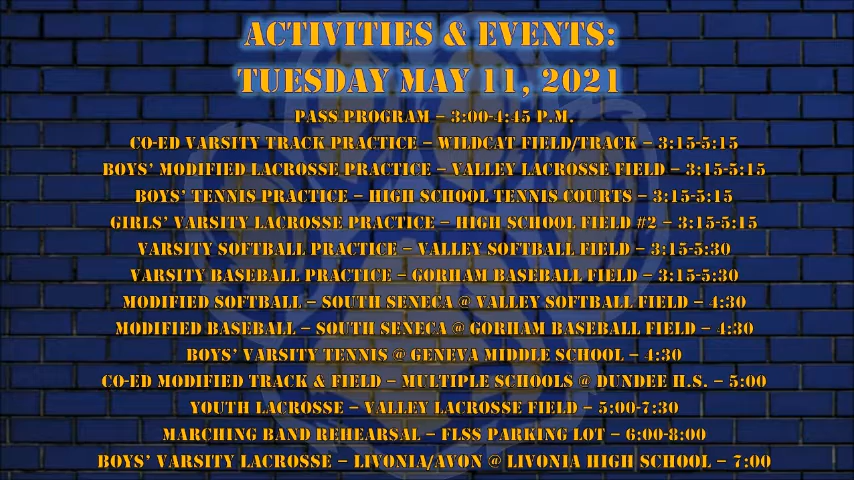 ACTIVITIES & EVENTS:
TUESDAY MAY 11, 2021
PASS PROGRAM – 3:00-4:45 P.M.
CO-ED VARSITY TRACK PRACTICE – WILDCAT FIELD/TRACK – 3:15-5:15
BOYS' MODIFIED LACROSSE PRACTICE – VALLEY LACROSSE FIELD – 3:15-5:15
BOYS' TENNIS PRACTICE – HIGH SCHOOL TENNIS COURTS – 3:15-5:15
GIRLS' VARSITY LACROSSE PRACTICE – HIGH SCHOOL FIELD #2 – 3:15-5:15
VARSITY SOFTBALL PRACTICE – VALLEY SOFTBALL FIELD – 3:15-5:30
VARSITY BASEBALL PRACTICE – GORHAM BASEBALL FIELD – 3:15-5:30
MODIFIED SOFTBALL – SOUTH SENECA @ VALLEY SOFTBALL FIELD – 4:30
MODIFIED BASEBALL – SOUTH SENECA @ GORHAM BASEBALL FIELD – 4:30
BOYS' VARSITY TENNIS @ GENEVA MIDDLE SCHOOL – 4:30
CO-ED MODIFIED TRACK & FIELD – MULTIPLE SCHOOLS @ DUNDEE H.S. – 5:00
YOUTH LACROSSE – VALLEY LACROSSE FIELD – 5:00-7:30
MARCHING BAND REHEARSAL – FLSS PARKING LOT – 6:00-8:00
BOYS' VARSITY LACROSSE – LIVONIA/AVON @ LIVONIA HIGH SCHOOL – 7:00